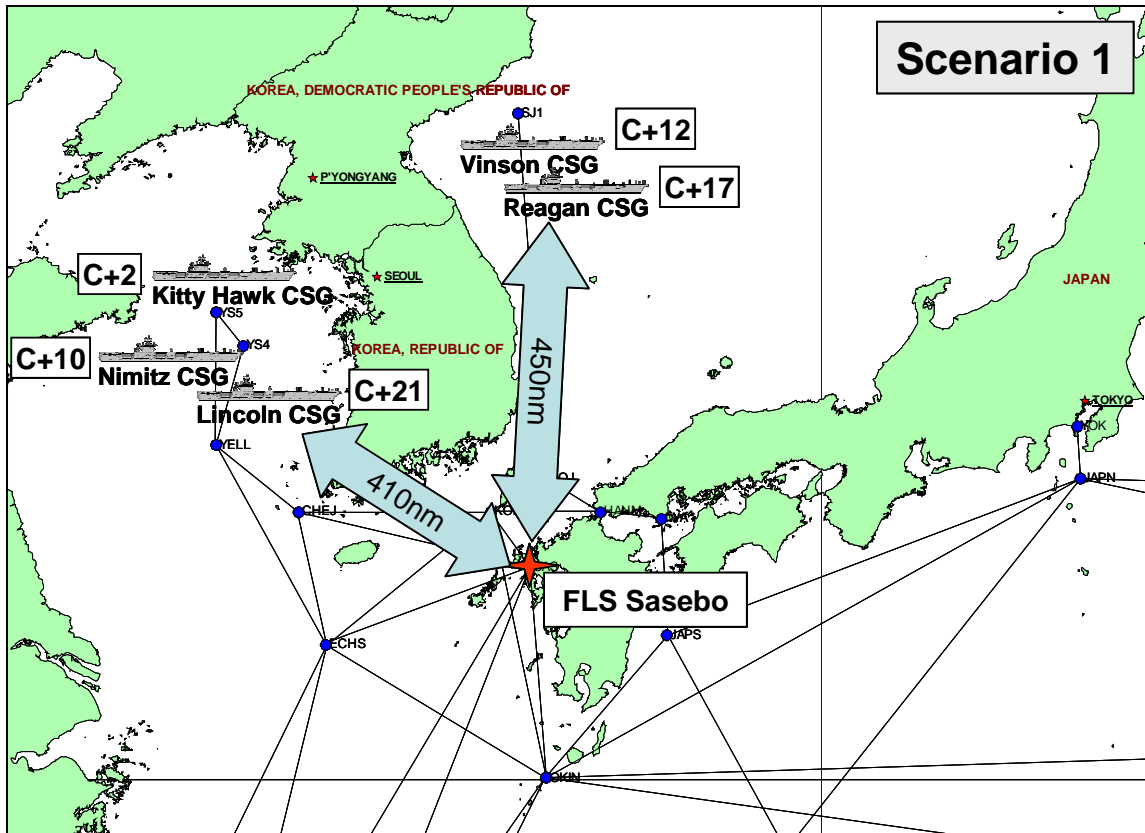 Scenario 1
KOREA, DEMOCRATIC PEOPLE'S REPUBLIC OF
SJ1
C+12
Vinson CSG
P'YONGYANG
C+17
Reagan CSG
SEOUL
C+2
Kitty Hawk CSG
JAPAN
YS5
YS4
KOREA, REPUBLIC OF
C+10
Nimitz CSG
450nm
C+21
Lincoln CSG
TOKYO
YOK
YELL
410nm
JAPN
CHEJ
KO
FLS Sasebo
JAPS
ECHS
OKIN